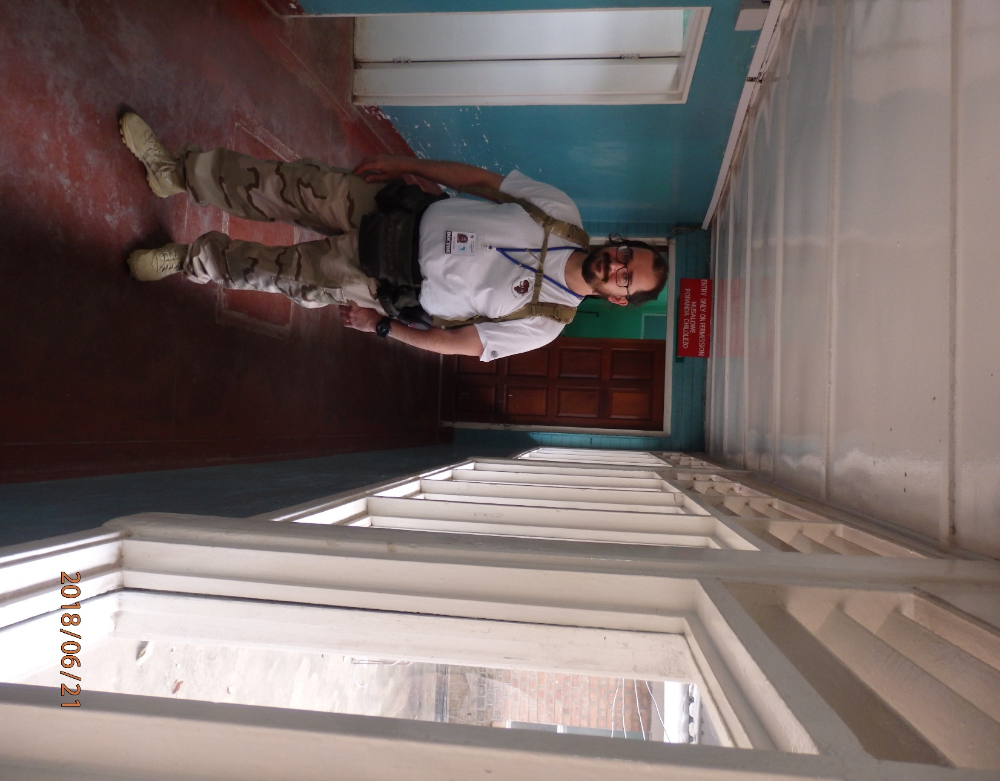 ENTRY ONLY ON PERMISSION
MUSALOWE
POPANDA CHILOLEZO
DOCTOR
2018/06/21